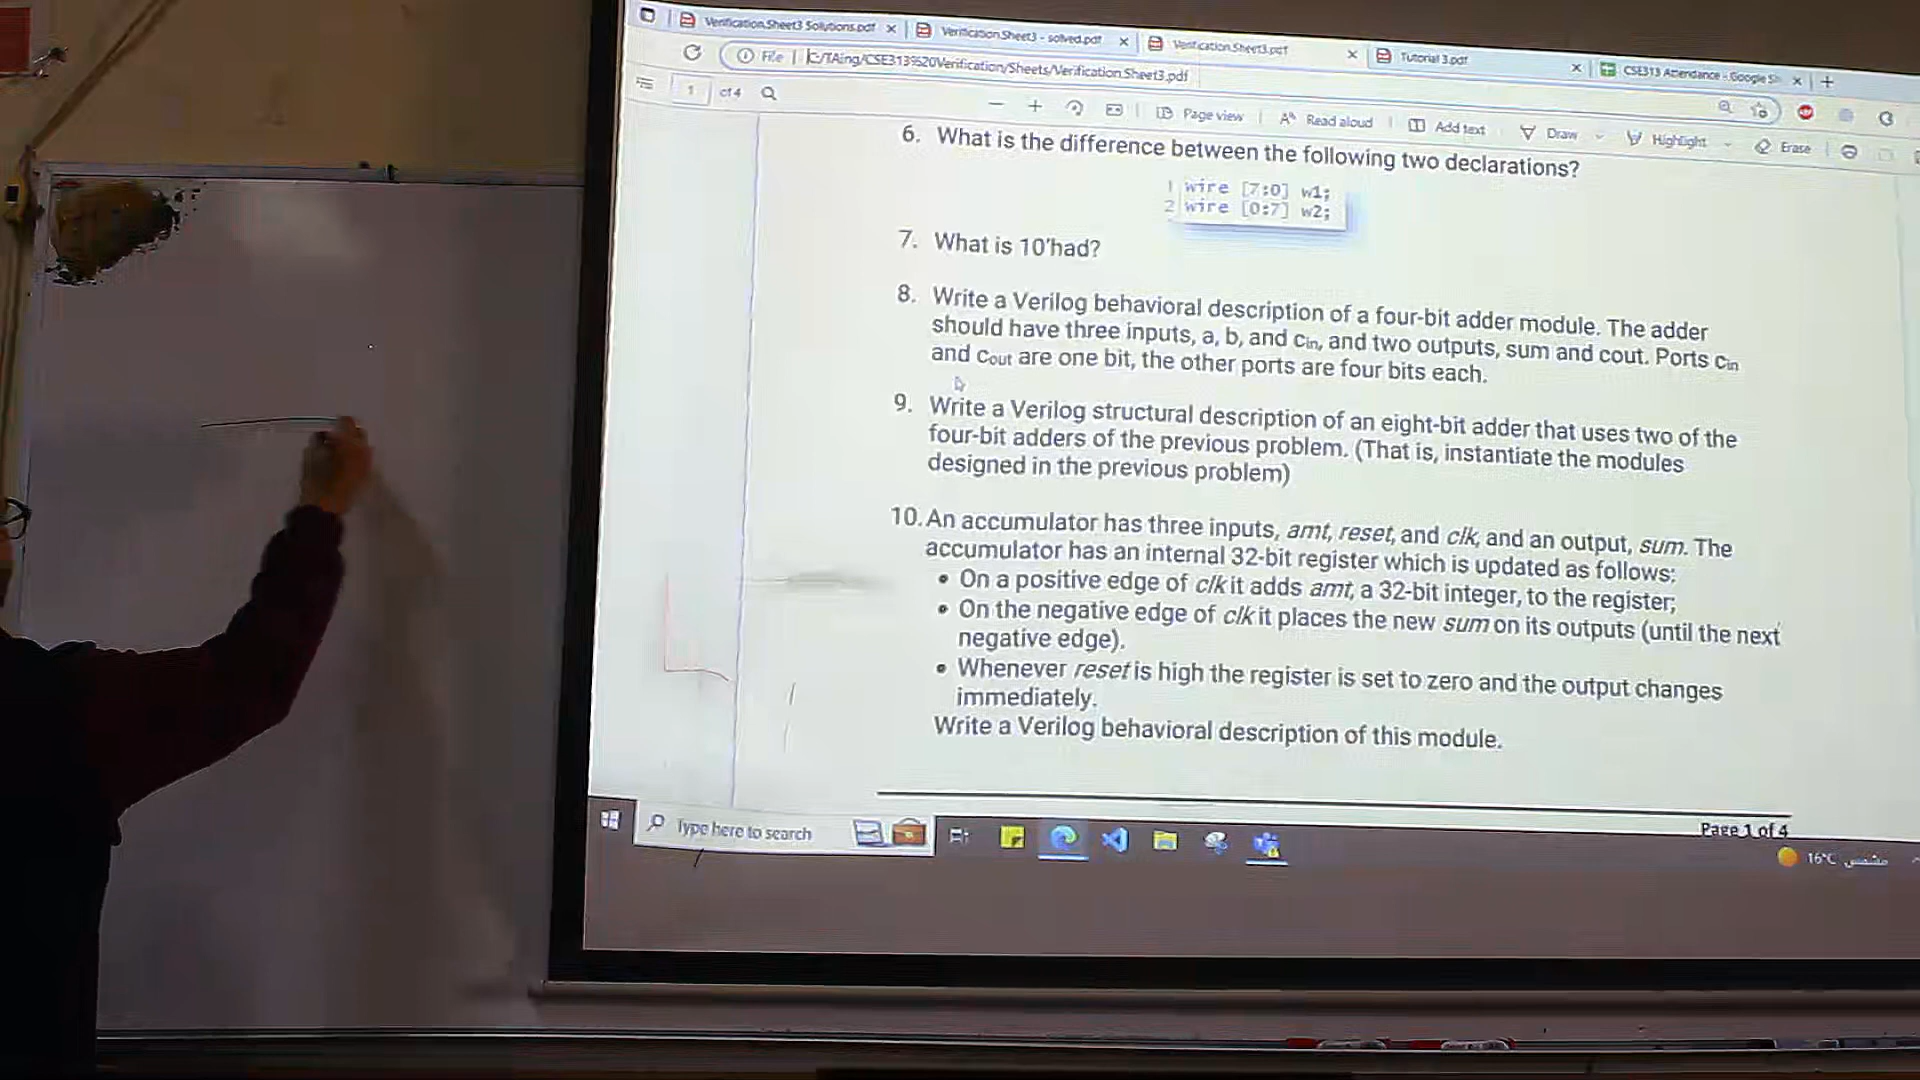 Verification.Sheet3 Solutions.pdf
Verification.Sheet3 - solved.pdf
Verification.Sheet3.pdf
Tutorial 3.pdf
CSE313 Attendance - Google Sh
File | C:/TAing/CSE313%20Verification/Sheets/Verification.Sheet3.pdf
1 of 4
Page view
Read aloud
Add text
Draw
Highlight
Erase
6. What is the difference between the following two declarations?
1 wire [7:0] w1;
2 wire [0:7] w2;
7. What is 10'had?
8. Write a Verilog behavioral description of a four-bit adder module. The adder
should have three inputs, a, b, and cin, and two outputs, sum and cout. Ports cin
and cout are one bit, the other ports are four bits each.
9. Write a Verilog structural description of an eight-bit adder that uses two of the
four-bit adders of the previous problem. (That is, instantiate the modules
designed in the previous problem)
10. An accumulator has three inputs, amt, reset, and clk, and an output, sum. The
accumulator has an internal 32-bit register which is updated as follows:
• On a positive edge of clk it adds amt, a 32-bit integer, to the register;
• On the negative edge of clk it places the new sum on its outputs (until the next
negative edge).
• Whenever reset is high the register is set to zero and the output changes
immediately.
Write a Verilog behavioral description of this module.
Page 1 of 4
Type here to search
16°C مشمس